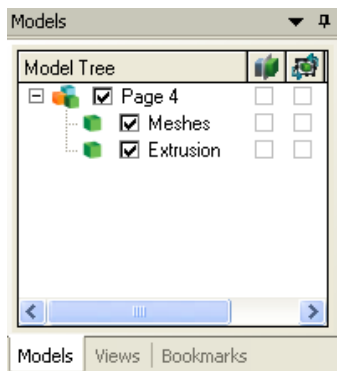 Models
Model Tree
Page 4
Meshes
Extrusion
Models Views Bookmarks